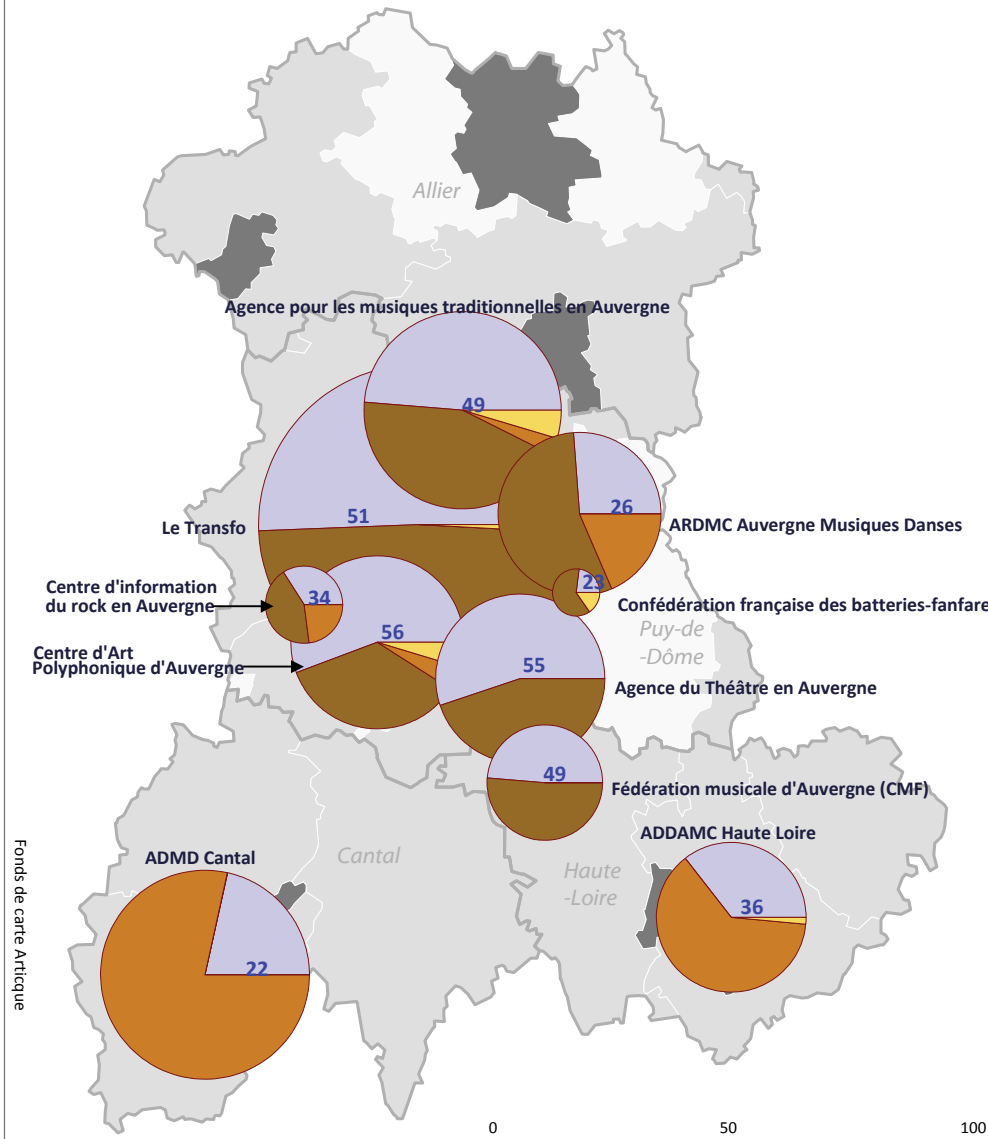 Allier
Agence pour les musiques traditionnelles en Auvergne
49
51
Le Transfo
26
ARDMC Auvergne Musiques Danses
Centre d'information
du rock en Auvergne
34
23
Confédération française des batteries-fanfare
Centre d'Art
Polyphonique d'Auvergne
56
Puy-de
-Dôme
55
Agence du Théâtre en Auvergne
49
Fédération musicale d'Auvergne (CMF)
ADDAMC Haute Loire
ADMD Cantal
Cantal
Haute
-Loire
36
22
Fonds de carte Articque
0 50 100